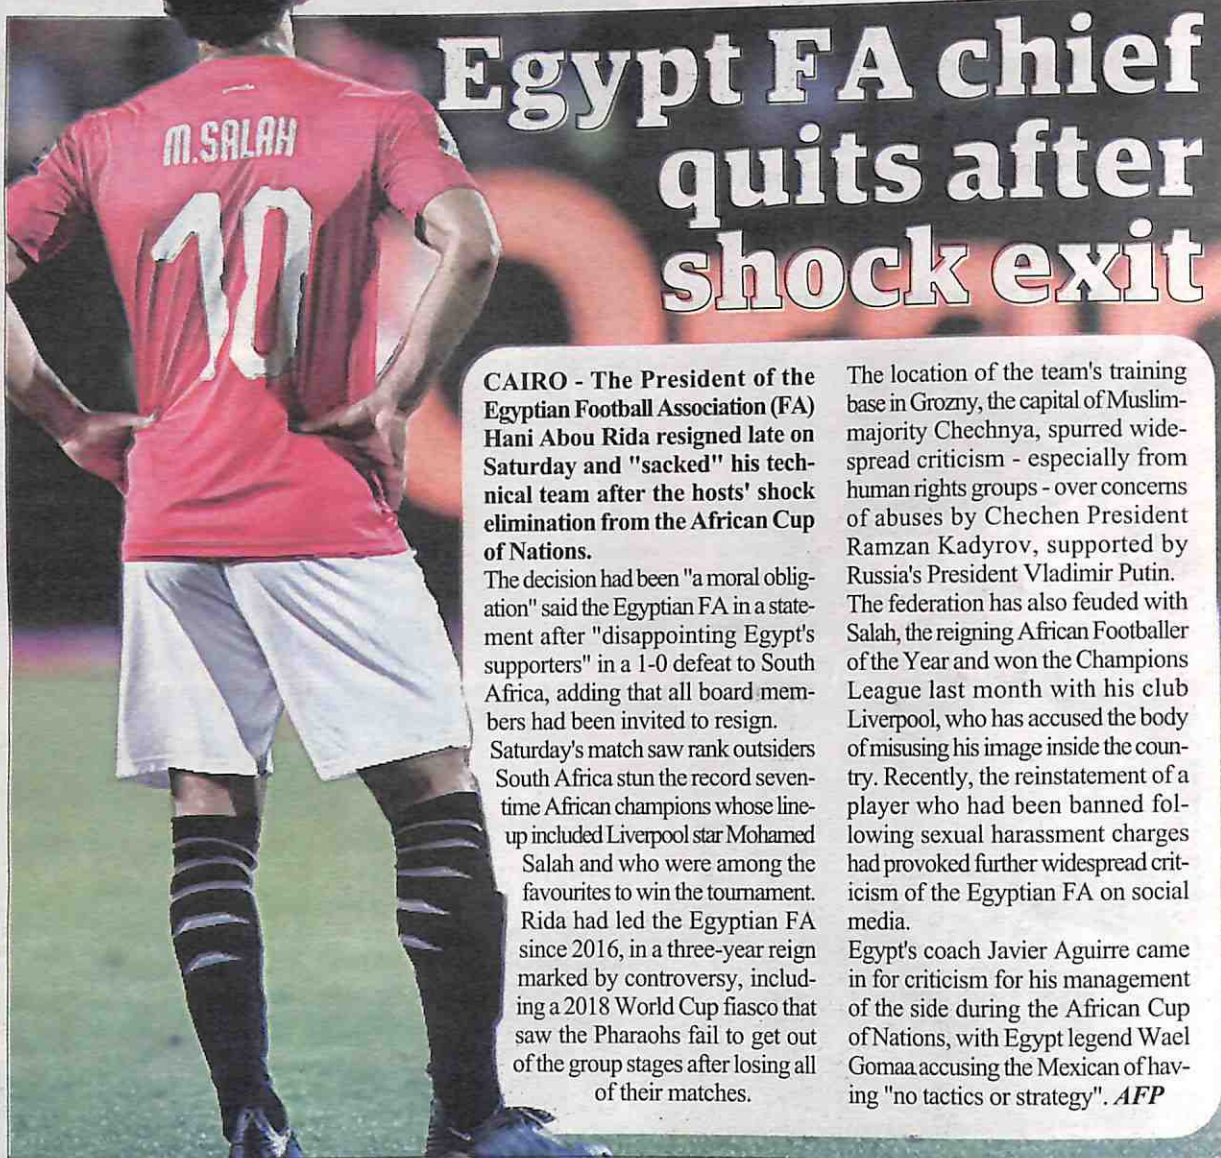 M.SALAH
10
Egypt FA chief
quits after
shock exit
CAIRO - The President of the
Egyptian Football Association (FA)
Hani Abou Rida resigned late on
Saturday and "sacked" his tech-
nical team after the hosts' shock
elimination from the African Cup
of Nations.
The decision had been "a moral oblig-
ation" said the Egyptian FA in a state-
ment after "disappointing Egypt's
supporters" in a 1-0 defeat to South
Africa, adding that all board mem-
bers had been invited to resign.
Saturday's match saw rank outsiders
South Africa stun the record seven-
time African champions whose line-
up included Liverpool star Mohamed
Salah and who were among the
favourites to win the tournament.
Rida had led the Egyptian FA
since 2016, in a three-year reign
marked by controversy, includ-
ing a 2018 World Cup fiasco that
saw the Pharaohs fail to get out
of the group stages after losing all
of their matches.
The location of the team's training
base in Grozny, the capital of Muslim-
majority Chechnya, spurred wide-
spread criticism - especially from
human rights groups - over concerns
of abuses by Chechen President
Ramzan Kadyrov, supported by
Russia's President Vladimir Putin.
The federation has also feuded with
Salah, the reigning African Footballer
of the Year and won the Champions
League last month with his club
Liverpool, who has accused the body
of misusing his image inside the coun-
try. Recently, the reinstatement of a
player who had been banned fol-
lowing sexual harassment charges
had provoked further widespread crit-
icism of the Egyptian FA on social
media.
Egypt's coach Javier Aguirre came
in for criticism for his management
of the side during the African Cup
of Nations, with Egypt legend Wael
Gomaa accusing the Mexican of hav-
ing "no tactics or strategy". AFP